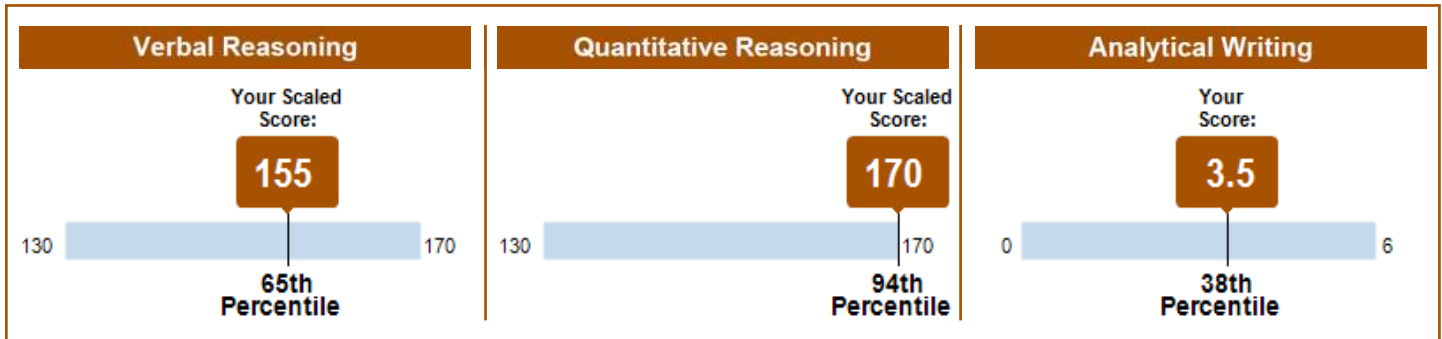 Verbal Reasoning
Your Scaled
Score:
155
130
170
65th
Percentile
Quantitative Reasoning
Your Scaled
Score:
170
130
170
94th
Percentile
Analytical Writing
Your
Score:
3.5
0
6
38th
Percentile